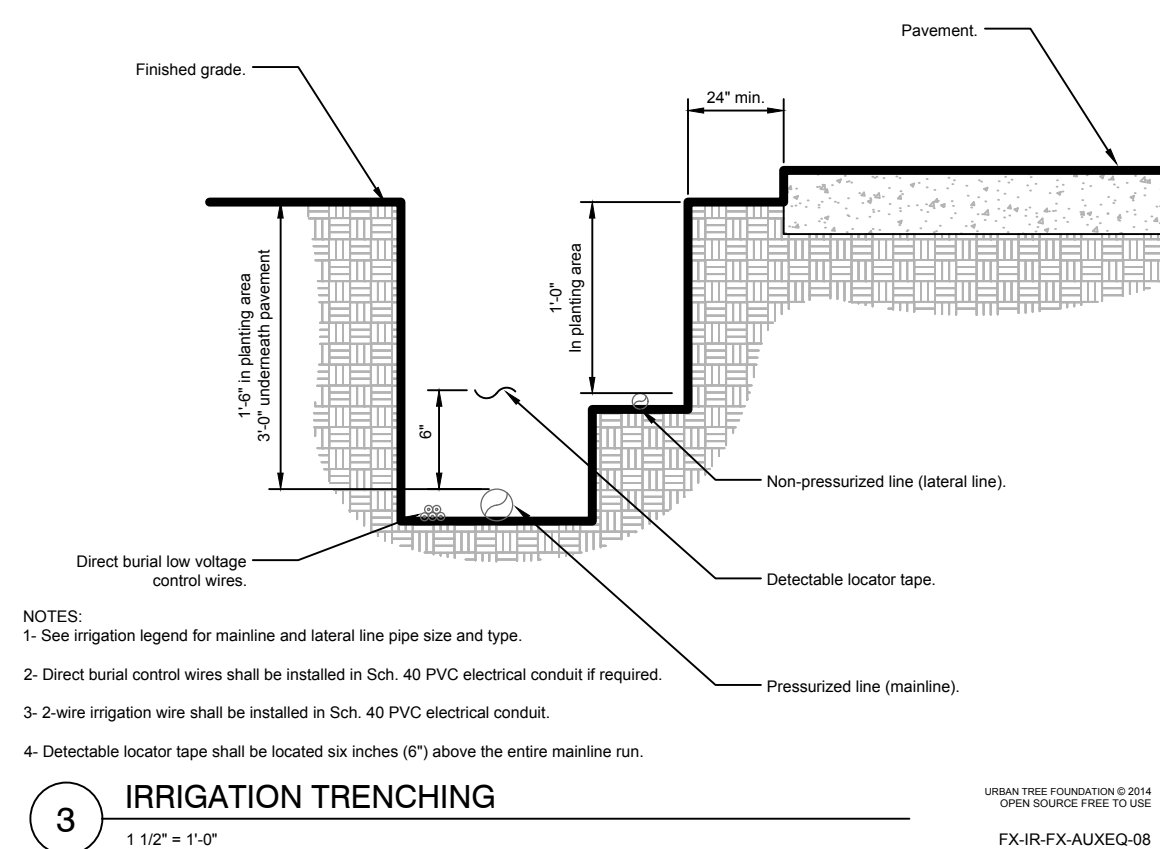 Pavement.
Finished grade.
24" min.
1'-6" in planting area
3'-0" underneath pavement
1'-0"
In planting area
6"
Non-pressurized line (lateral line).
Direct burial low voltage
control wires.
Detectable locator tape.
Pressurized line (mainline).
NOTES:
1- See irrigation legend for mainline and lateral line pipe size and type.
2- Direct burial control wires shall be installed in Sch. 40 PVC electrical conduit if required.
3- 2-wire irrigation wire shall be installed in Sch. 40 PVC electrical conduit.
4- Detectable locator tape shall be located six inches (6") above the entire mainline run.
3
IRRIGATION TRENCHING
1 1/2" = 1'-0"
URBAN TREE FOUNDATION © 2014
OPEN SOURCE FREE TO USE
FX-IR-FX-AUXEQ-08